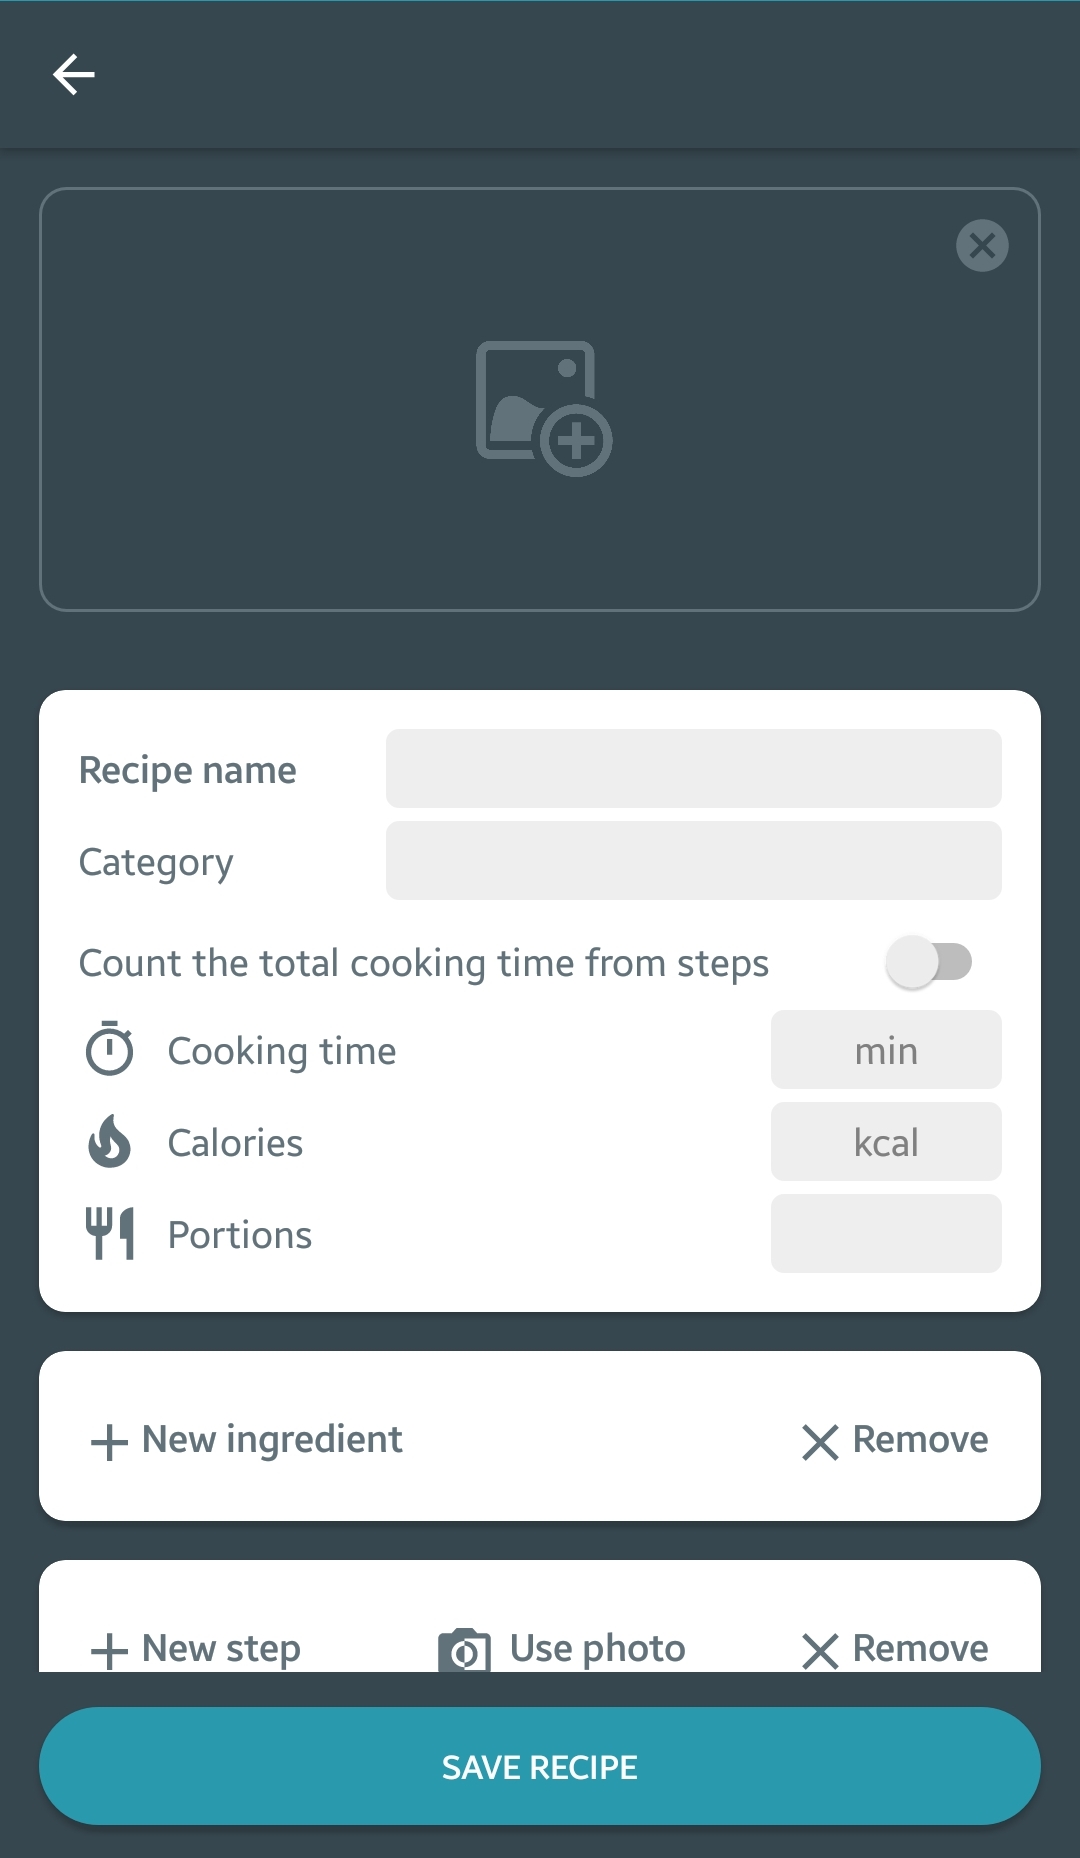 Recipe name
Category
Count the total cooking time from steps
Cooking time
min
Calories
kcal
Portions
New ingredient
Remove
New step
Use photo
Remove
SAVE RECIPE